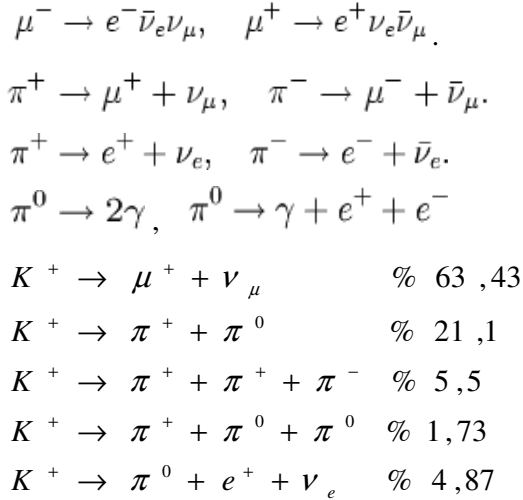 μ⁻ → e⁻ν̄ₑν_μ, μ⁺ → e⁺νₑν̄_μ.
π⁺ → μ⁺ + ν_μ, π⁻ → μ⁻ + ν̄_μ.
π⁺ → e⁺ + νₑ, π⁻ → e⁻ + ν̄ₑ.
π⁰ → 2γ, π⁰ → γ + e⁺ + e⁻
K⁺ → μ⁺ + ν_μ % 63,43
K⁺ → π⁺ + π⁰ % 21,1
K⁺ → π⁺ + π⁺ + π⁻ % 5,5
K⁺ → π⁺ + π⁰ + π⁰ % 1,73
K⁺ → π⁰ + e⁺ + νₑ % 4,87